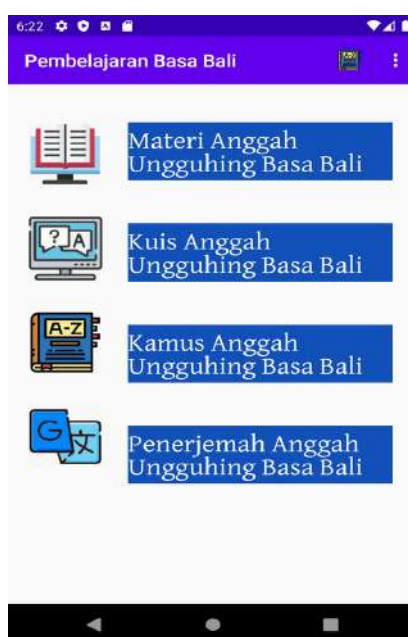 6:22
Pembelajaran Basa Bali
Materi Anggah
Ungguhing Basa Bali
? A
Kuis Anggah
Ungguhing Basa Bali
A-Z
Kamus Anggah
Ungguhing Basa Bali
G 文
Penerjemah Anggah
Ungguhing Basa Bali